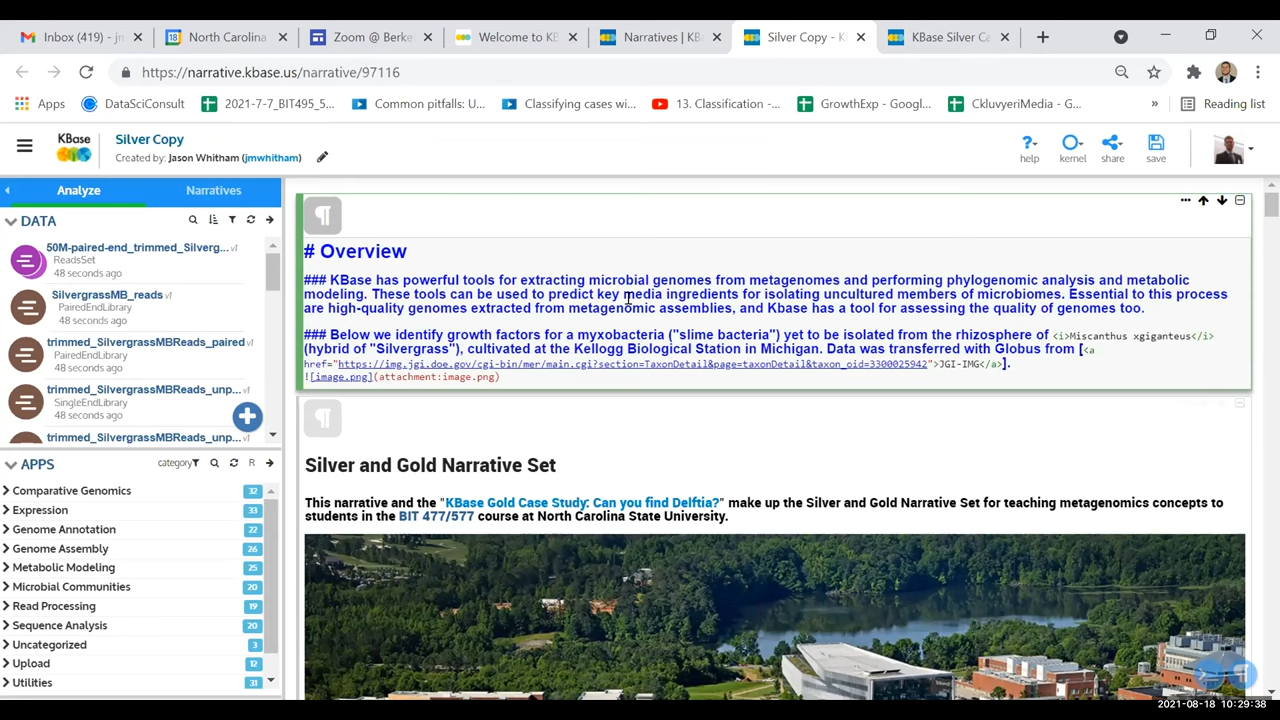 Inbox (419) - jm
North Carolina
Zoom @ Berke
Welcome to KB
Narratives | KBa
Silver Copy - KB
KBase Silver Ca
https://narrative.kbase.us/narrative/97116
Apps
DataSciConsult
2021-7-7_BIT495_5...
Common pitfalls: U...
Classifying cases wi...
13. Classification -...
GrowthExp - Googl...
CkluvyeriMedia - G...
»
Reading list
KBase
Silver Copy
Created by: Jason Whitham (jmwhitham)
help
kernel
share
save
Analyze
Narratives
DATA
50M-paired-end_trimmed_Silverg... v1
ReadsSet
48 seconds ago
SilvergrassMB_reads v1
PairedEndLibrary
48 seconds ago
trimmed_SilvergrassMBReads_paired v1
PairedEndLibrary
48 seconds ago
trimmed_SilvergrassMBReads_unp... v1
SingleEndLibrary
48 seconds ago
trimmed_SilvergrassMBReads_unp... v1
APPS
category
R
Comparative Genomics 32
Expression 33
Genome Annotation 22
Genome Assembly 26
Metabolic Modeling 25
Microbial Communities 20
Read Processing 19
Sequence Analysis 20
Uncategorized 3
Upload 12
Utilities 31
# Overview
### KBase has powerful tools for extracting microbial genomes from metagenomes and performing phylogenomic analysis and metabolic
modeling. These tools can be used to predict key media ingredients for isolating uncultured members of microbiomes. Essential to this process
are high-quality genomes extracted from metagenomic assemblies, and Kbase has a tool for assessing the quality of genomes too.
### Below we identify growth factors for a myxobacteria ("slime bacteria") yet to be isolated from the rhizosphere of <i>Miscanthus xgiganteus</i>
(hybrid of "Silvergrass"), cultivated at the Kellogg Biological Station in Michigan. Data was transferred with Globus from [<a
href="https://img.jgi.doe.gov/cgi-bin/mer/main.cgi?section=TaxonDetail&page=taxonDetail&taxon_oid=3300025942">JGI-IMG</a>].
![image.png](attachment:image.png)
Silver and Gold Narrative Set
This narrative and the "KBase Gold Case Study: Can you find Delftia?" make up the Silver and Gold Narrative Set for teaching metagenomics concepts to
students in the BIT 477/577 course at North Carolina State University.
2021-08-18 10:29:38